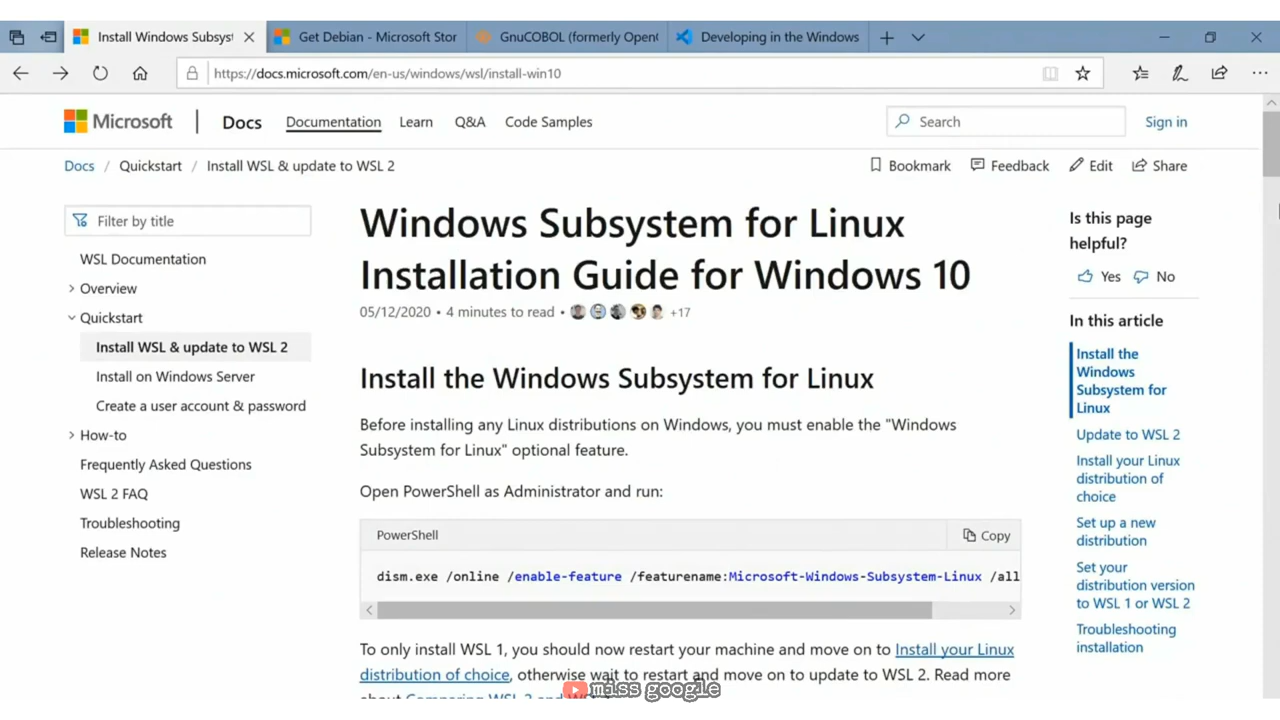 Install Windows Subsyst
Get Debian - Microsoft Stor
GnuCOBOL (formerly Open
Developing in the Windows
https://docs.microsoft.com/en-us/windows/wsl/install-win10
Microsoft
Docs
Documentation
Learn
Q&A
Code Samples
Search
Sign in
Docs / Quickstart / Install WSL & update to WSL 2
Bookmark
Feedback
Edit
Share
Filter by title
WSL Documentation
Overview
Quickstart
Install WSL & update to WSL 2
Install on Windows Server
Create a user account & password
How-to
Frequently Asked Questions
WSL 2 FAQ
Troubleshooting
Release Notes
Windows Subsystem for Linux
Installation Guide for Windows 10
05/12/2020 • 4 minutes to read • +17
Install the Windows Subsystem for Linux
Before installing any Linux distributions on Windows, you must enable the "Windows
Subsystem for Linux" optional feature.
Open PowerShell as Administrator and run:
PowerShell
Copy
dism.exe /online /enable-feature /featurename:Microsoft-Windows-Subsystem-Linux /all
To only install WSL 1, you should now restart your machine and move on to Install your Linux
distribution of choice, otherwise wait to restart and move on to update to WSL 2. Read more
about Comparing WSL 2 and
miss google
Is this page
helpful?
Yes
No
In this article
Install the
Windows
Subsystem for
Linux
Update to WSL 2
Install your Linux
distribution of
choice
Set up a new
distribution
Set your
distribution version
to WSL 1 or WSL 2
Troubleshooting
installation